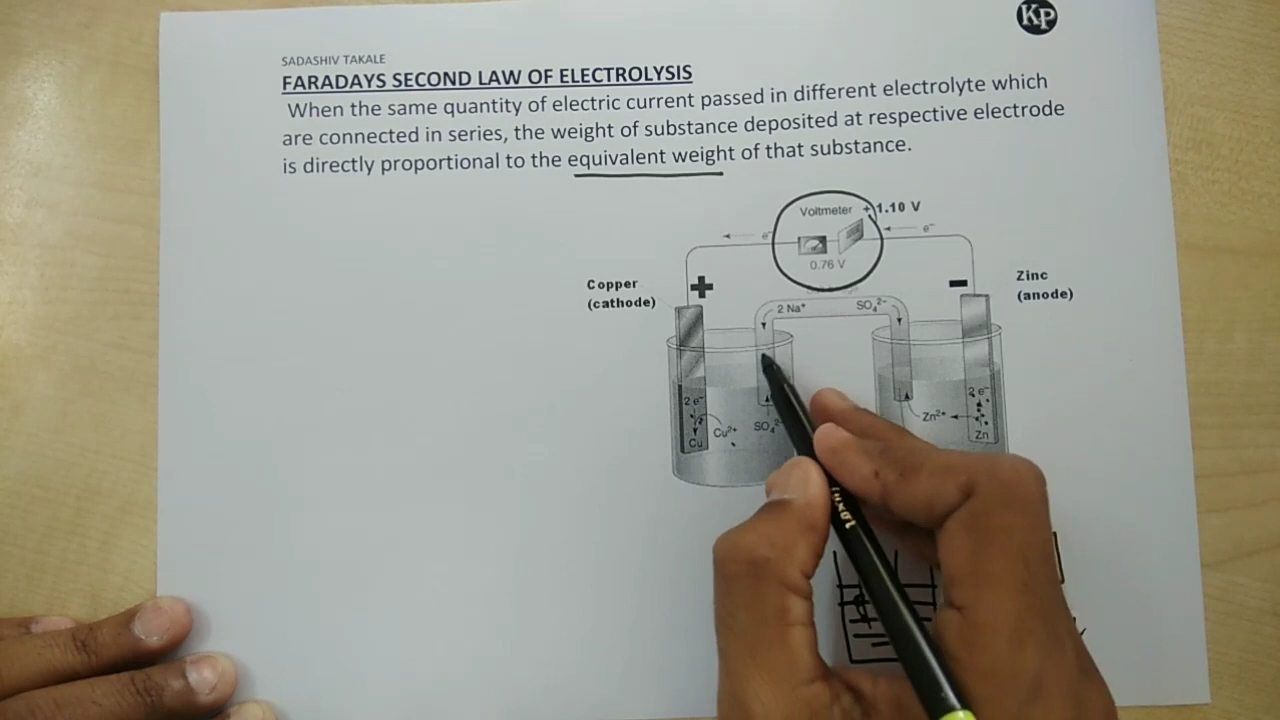 KP
SADASHIV TAKALE
FARADAYS SECOND LAW OF ELECTROLYSIS
When the same quantity of electric current passed in different electrolyte which
are connected in series, the weight of substance deposited at respective electrode
is directly proportional to the equivalent weight of that substance.
Voltmeter +1.10 V
e⁻ e⁻
0.76 V
Copper
(cathode)
+
−
Zinc
(anode)
2 Na⁺ SO₄²⁻
2 e⁻ 2 e⁻
Cu²⁺ SO₄²
Zn²⁺
Cu
Zn